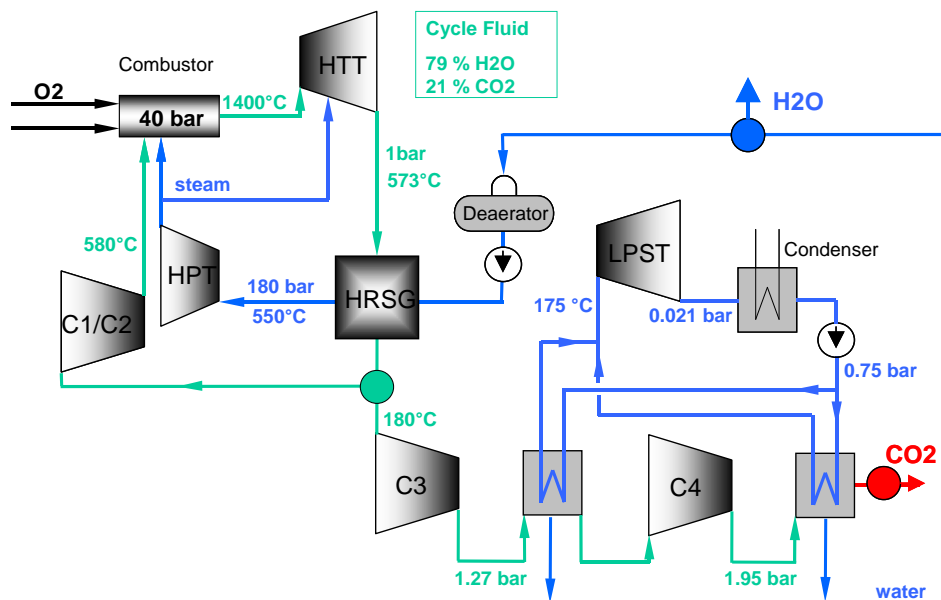 Cycle Fluid
79 % H2O
21 % CO2
HTT
Combustor
O2
1400°C
40 bar
H2O
1bar
573°C
steam
Deaerator
580°C
LPST
Condenser
HPT
180 bar
550°C
HRSG
175 °C
0.021 bar
C1/C2
0.75 bar
180°C
CO2
C3
C4
1.27 bar
1.95 bar
water